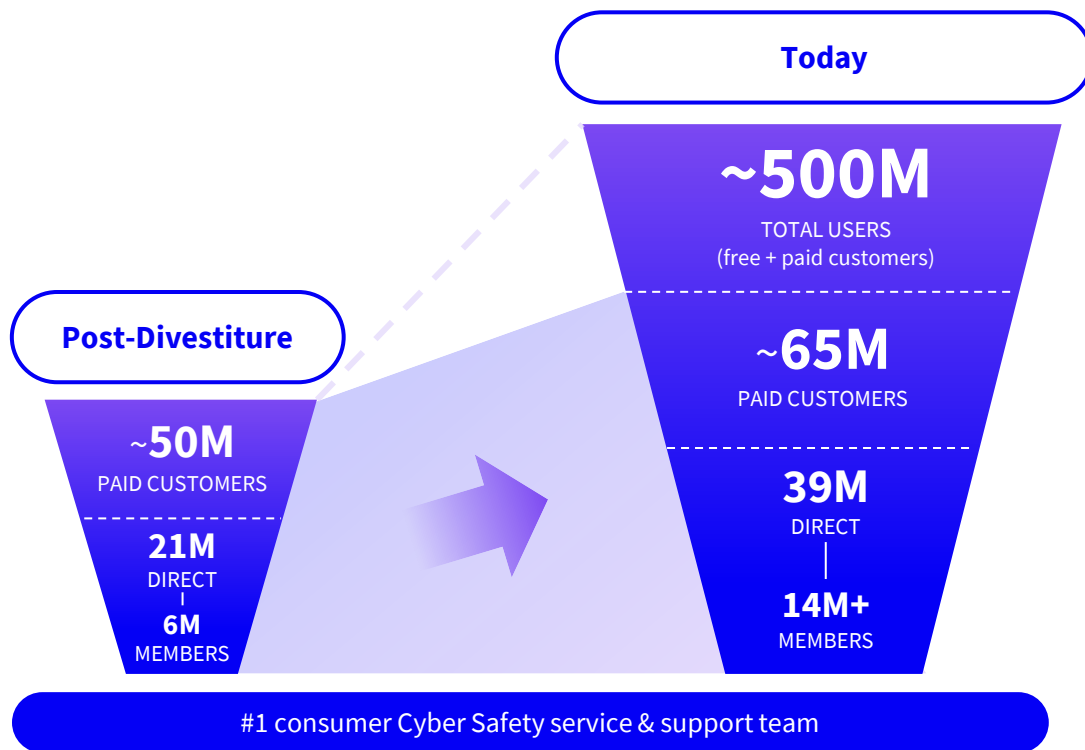 Today
~500M
TOTAL USERS
(free + paid customers)
~65M
PAID CUSTOMERS
39M
DIRECT
14M+
MEMBERS
Post-Divestiture
~50M
PAID CUSTOMERS
21M
DIRECT
6M
MEMBERS
#1 consumer Cyber Safety service & support team